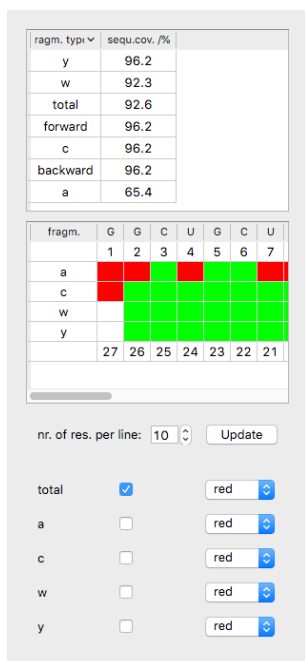 ragm. type sequ.cov. /%
y 96.2
w 92.3
total 92.6
forward 96.2
c 96.2
backward 96.2
a 65.4
fragm. G G C U G C U
1 2 3 4 5 6 7
a
c
w
y
27 26 25 24 23 22 21
nr. of res. per line: 10 Update
total red
a red
c red
w red
y red